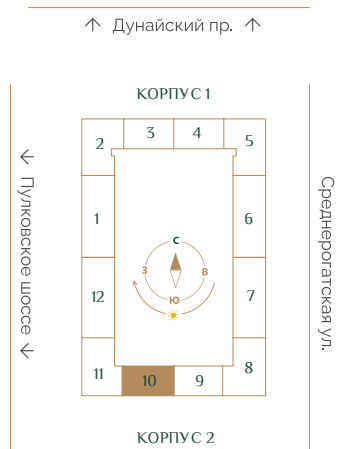 ↑ Дунайский пр. ↑
КОРПУС 1
3 4
2 5
1 6
С
З В
Ю
12 7
11 10 9 8
КОРПУС 2
← Пулковское шоссе →
Среднерогатская ул.